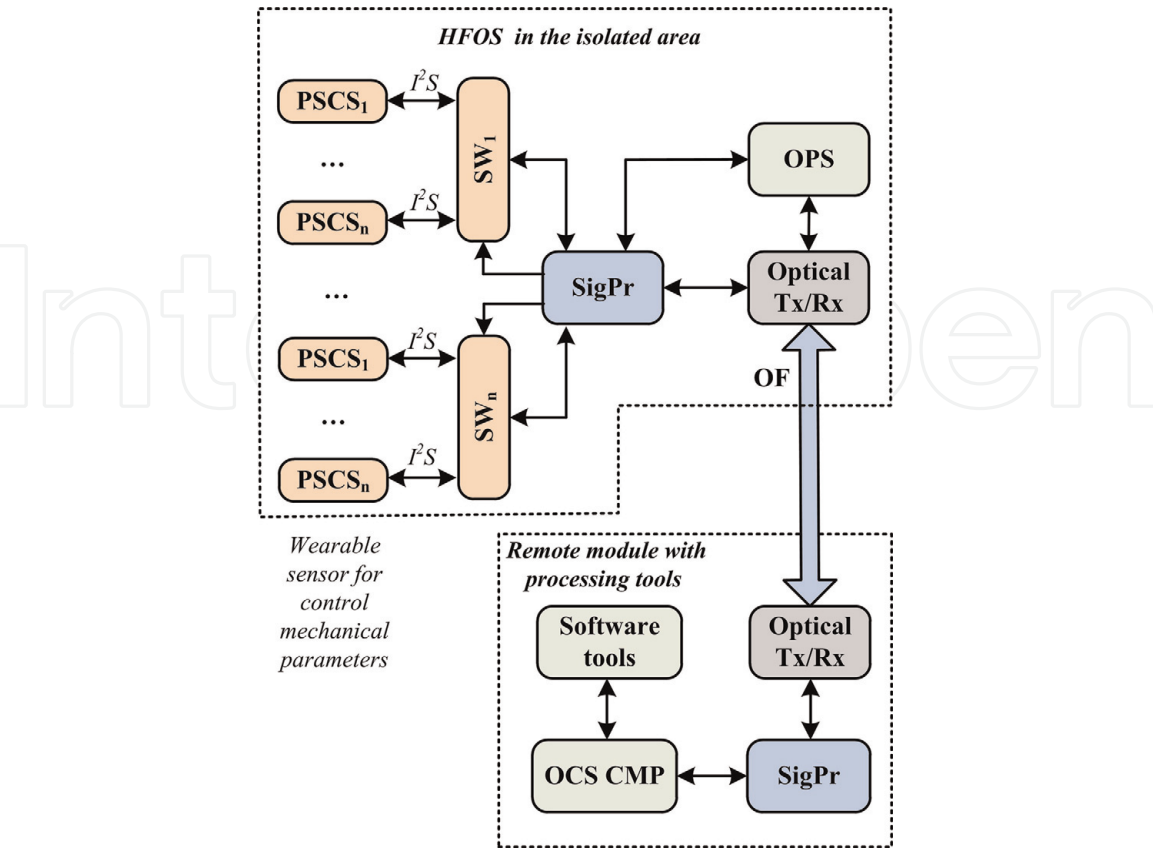 HFOS in the isolated area
PSCS₁
I²S
SW₁
...
PSCSₙ
I²S
OPS
SigPr
Optical
Tx/Rx
...
PSCS₁
I²S
SWₙ
...
PSCSₙ
I²S
OF
Wearable
sensor for
control
mechanical
parameters
Remote module with
processing tools
Software
tools
Optical
Tx/Rx
OCS CMP
SigPr